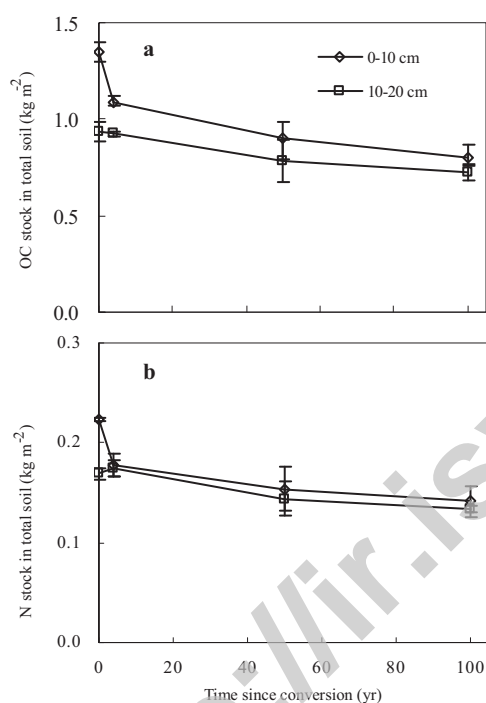 1.5
a
0-10 cm
10-20 cm
1.0
0.5
0.0
OC stock in total soil (kg m⁻²)
0.3
b
0.2
0.1
0.0
N stock in total soil (kg m⁻²)
0 20 40 60 80 100
Time since conversion (yr)
://ir.is